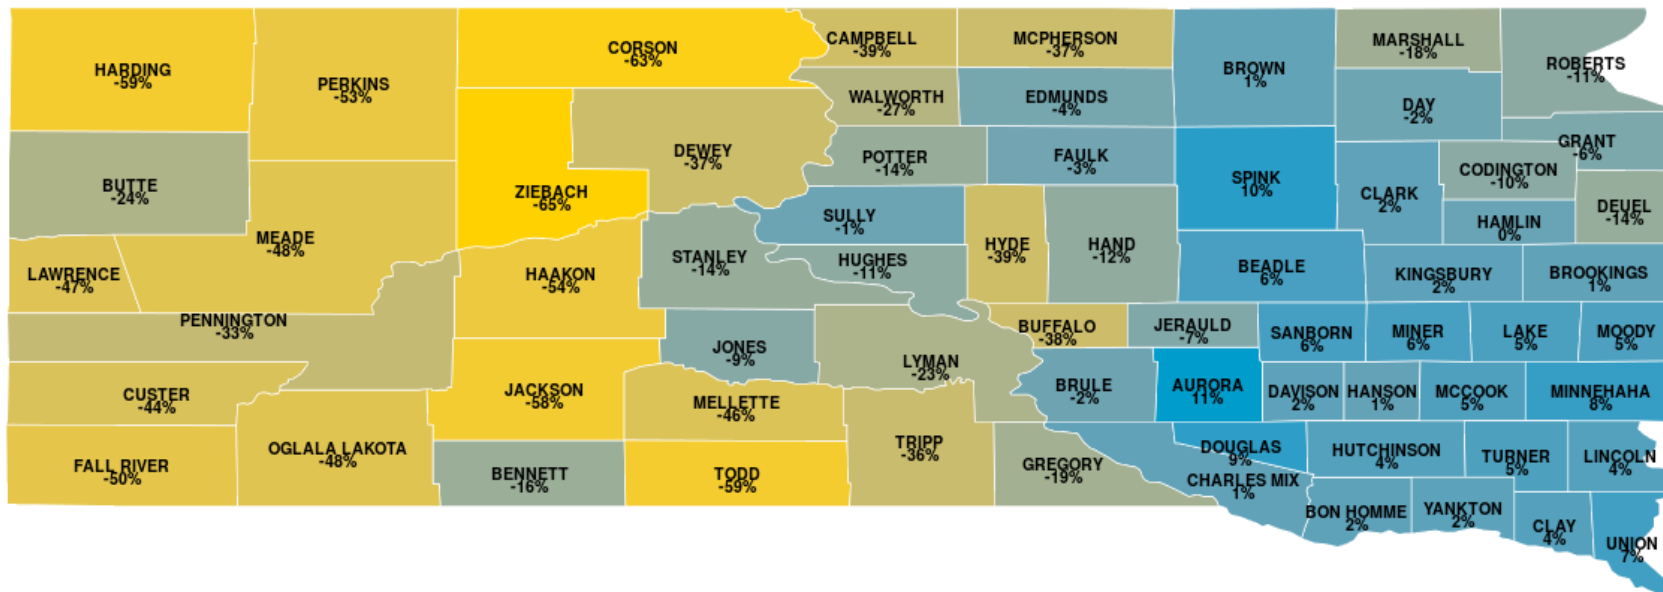 HARDING
-59%
PERKINS
-53%
CORSON
-63%
CAMPBELL
-39%
MCPHERSON
-37%
BROWN
1%
MARSHALL
-18%
ROBERTS
-11%
WALWORTH
-27%
EDMUNDS
-4%
DAY
-2%
BUTTE
-24%
ZIEBACH
-65%
DEWEY
-37%
POTTER
-14%
FAULK
-3%
SPINK
10%
GRANT
-6%
CODINGTON
-10%
CLARK
2%
HAMLIN
0%
DEUEL
-14%
MEADE
-48%
SULLY
-1%
LAWRENCE
-47%
HAAKON
-54%
STANLEY
-14%
HUGHES
-11%
HYDE
-39%
HAND
-12%
BEADLE
6%
KINGSBURY
2%
BROOKINGS
1%
PENNINGTON
-33%
JONES
-9%
LYMAN
-23%
BUFFALO
-38%
JERAULD
-7%
SANBORN
6%
MINER
6%
LAKE
5%
MOODY
5%
CUSTER
-44%
JACKSON
-58%
MELLETTE
-46%
BRULE
-2%
AURORA
11%
DAVISON
2%
HANSON
1%
MCCOOK
5%
MINNEHAHA
8%
FALL RIVER
-50%
OGLALA LAKOTA
-48%
BENNETT
-16%
TODD
-59%
TRIPP
-36%
GREGORY
-19%
DOUGLAS
9%
CHARLES MIX
1%
HUTCHINSON
4%
TURNER
5%
LINCOLN
4%
BON HOMME
2%
YANKTON
2%
CLAY
4%
UNION
7%